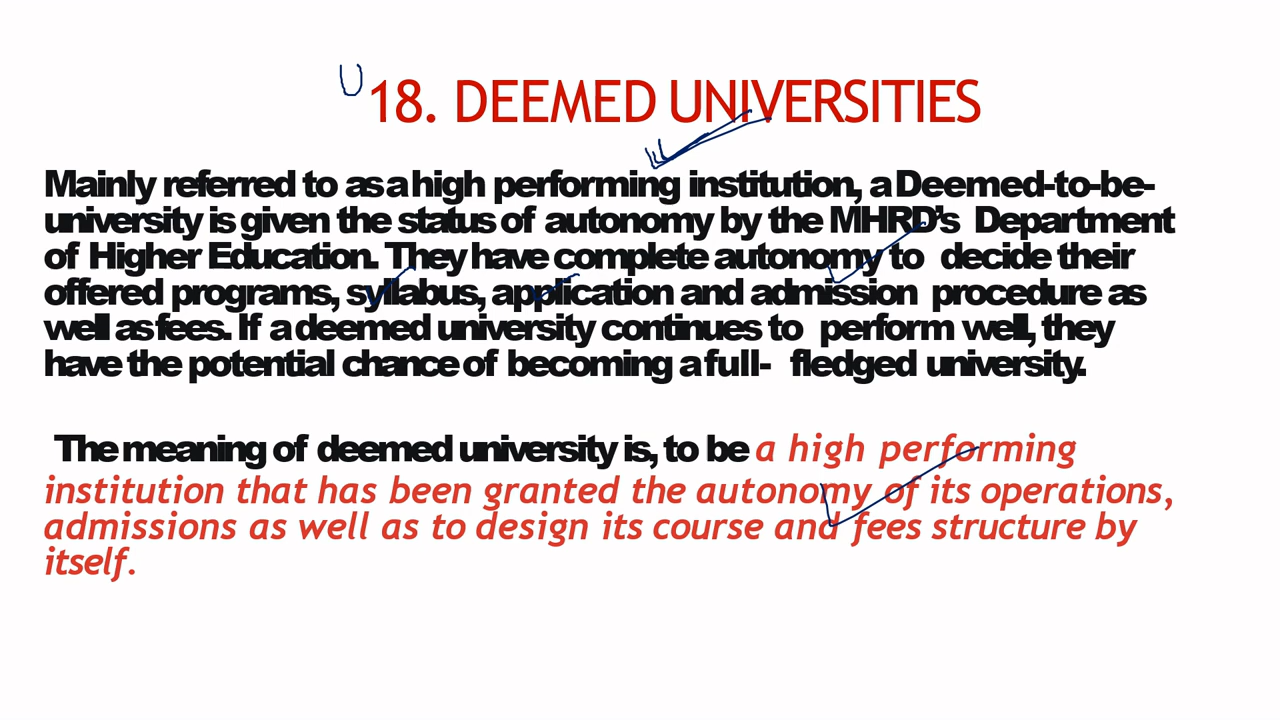 18. DEEMED UNIVERSITIES
Mainly referred to as a high performing institution, a Deemed-to-be-
university is given the status of autonomy by the MHRD's Department
of Higher Education. They have complete autonomy to decide their
offered programs, syllabus, application and admission procedure as
well as fees. If a deemed university continues to perform well, they
have the potential chance of becoming a full- fledged university.
The meaning of deemed university is, to be a high performing
institution that has been granted the autonomy of its operations,
admissions as well as to design its course and fees structure by
itself.